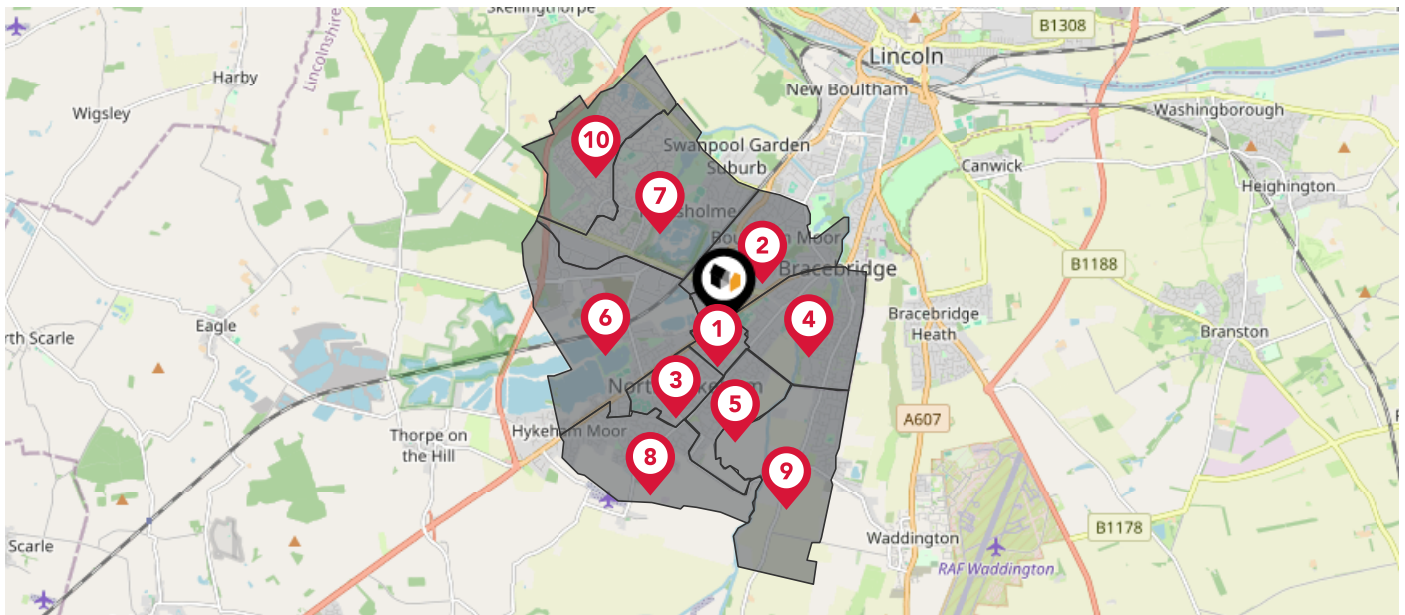 Skellingthorpe
B1308
Lincoln
Harby
Lincolnshire
New Boultham
Wigsley
Washingborough
10
Swanpool Garden
Suburb
Canwick
Heighington
7
2
Bracebridge
B1188
6
1
4
Bracebridge
Heath
Eagle
rth Scarle
Branston
3
North Hykeham
5
A607
Hykeham Moor
Thorpe on
the Hill
8
9
B1178
Waddington
Scarle
RAF Waddington